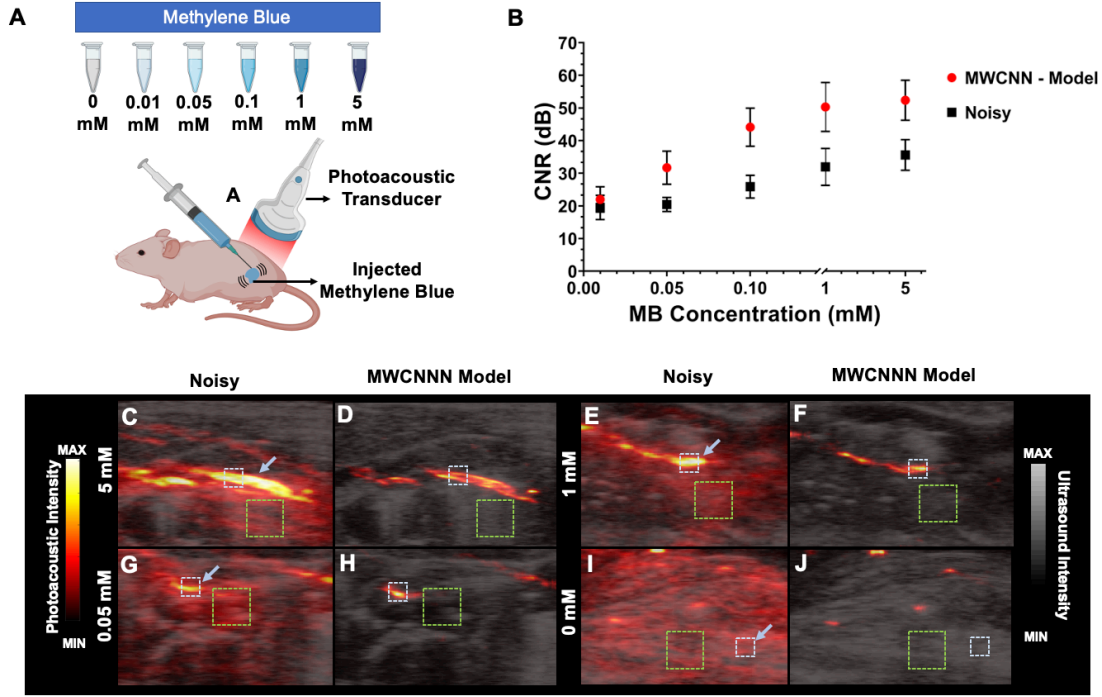 A
Methylene Blue
0
mM
0.01
mM
0.05
mM
0.1
mM
1
mM
5
mM
A
Photoacoustic
Transducer
Injected
Methylene Blue
B
CNR (dB)
70
60
50
40
30
20
10
0
0.00
0.05
0.10
1
5
MB Concentration (mM)
MWCNN - Model
Noisy
Noisy
MWCNNN Model
Noisy
MWCNNN Model
Photoacoustic Intensity
MAX
MIN
5 mM
C
D
1 mM
E
F
0.05 mM
G
H
0 mM
I
J
MAX
MIN
Ultrasound Intensity